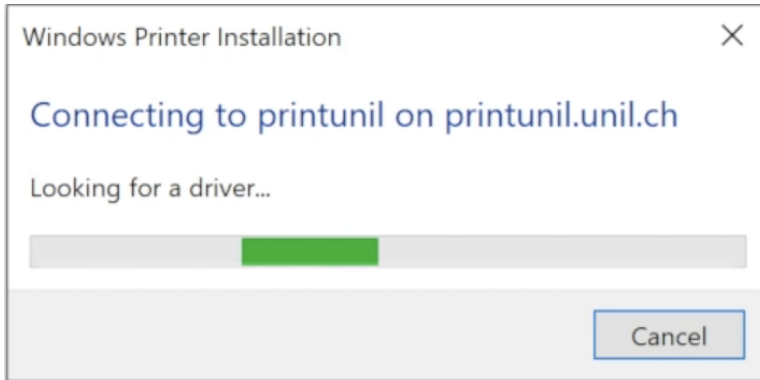 Windows Printer Installation
Connecting to printunil on printunil.unil.ch
Looking for a driver...
Cancel